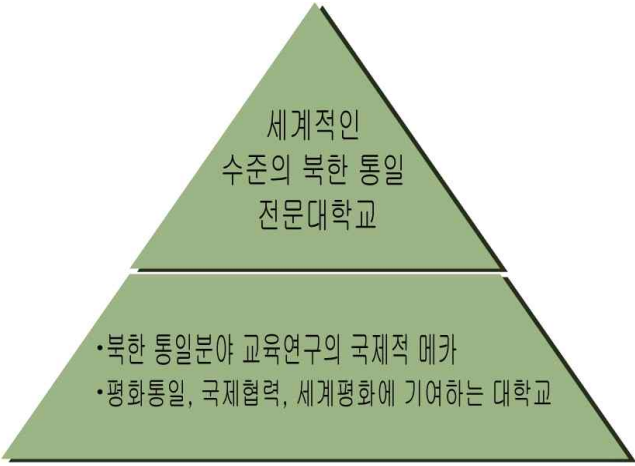 세계적인
수준의 북한 통일
전문대학교
•북한 통일분야 교육연구의 국제적 메카
•평화통일, 국제협력, 세계평화에 기여하는 대학교